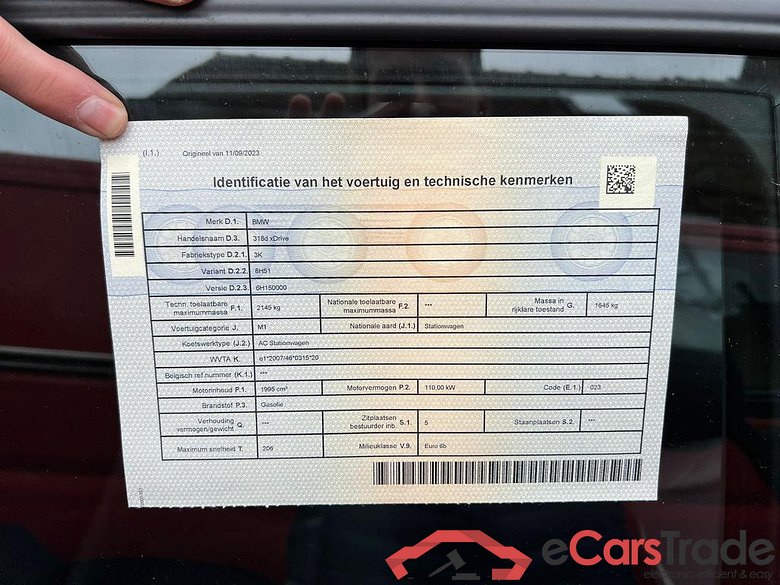 (I.1.) Origineel van 11/09/2023
Identificatie van het voertuig en technische kenmerken
Merk D.1. BMW
Handelsnaam D.3. 318d xDrive
Fabriekstype D.2.1. 3K
Variant D.2.2. 8H51
Versie D.2.3. 6H150000
Techn. toelaatbare maximummassa F.1. 2145 kg Nationale toelaatbare maximummassa F.2. --- Massa in rijklare toestand G. 1645 kg
Voertuigcategorie J. M1 Nationale aard (J.1.) Stationwagen
Koetswerktype (J.2.) AC Stationwagen
WVTA K. e1*2007/46*0315*20
Belgisch ref.nummer (K.1.) ---
Motorinhoud P.1. 1995 cm³ Motorvermogen P.2. 110,00 kW Code (E.1.) 023
Brandstof P.3. Gasolie
Verhouding vermogen/gewicht Q. --- Zitplaatsen bestuurder inb. S.1. 5 Staanplaatsen S.2. ---
Maximum snelheid T. 206 Milieuklasse V.9. Euro 6b
eCarsTrade
electronic, efficient & easy